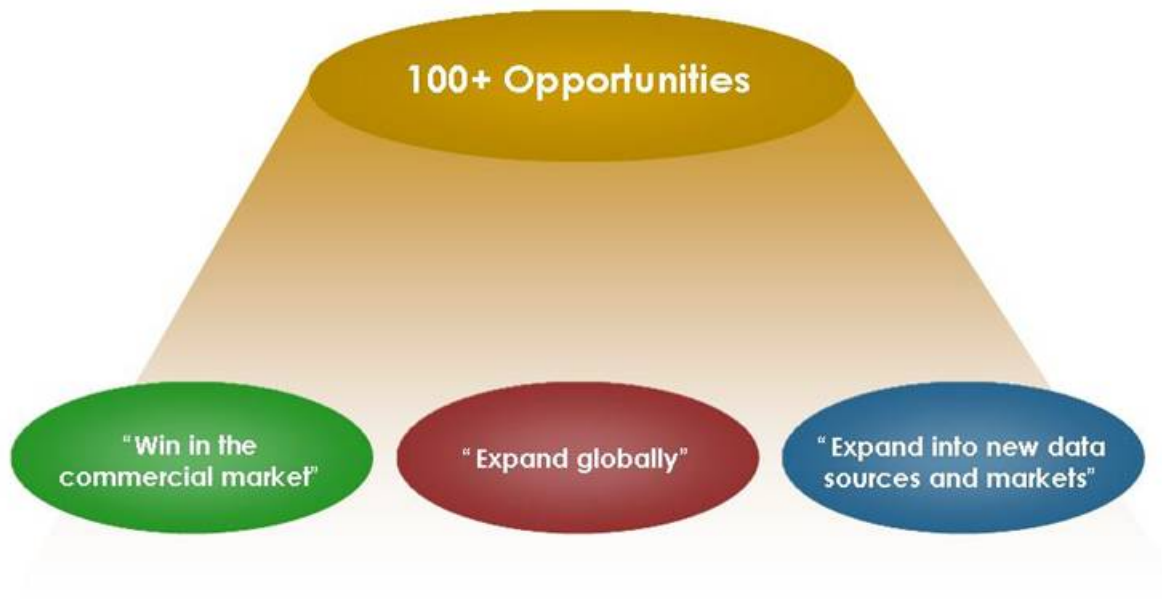 100+ Opportunities
“Win in the
commercial market”
“Expand globally”
“Expand into new data
sources and markets”